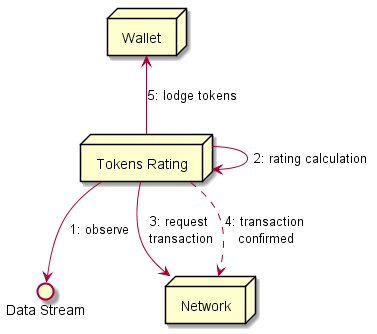 Wallet
5: lodge tokens
Tokens Rating
2: rating calculation
1: observe
3: request
transaction
4: transaction
confirmed
Data Stream
Network